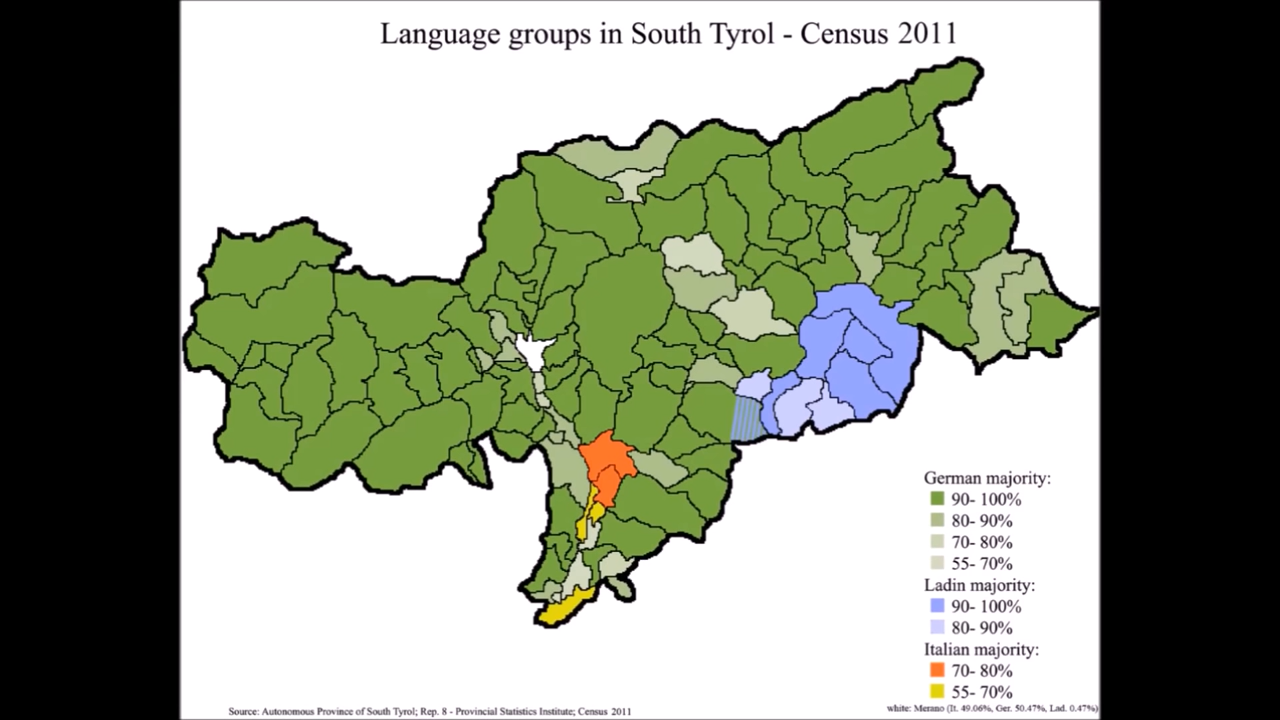 Language groups in South Tyrol - Census 2011
German majority:
90- 100%
80- 90%
70- 80%
55- 70%
Ladin majority:
90- 100%
80- 90%
Italian majority:
70- 80%
55- 70%
Source: Autonomous Province of South Tyrol; Rep. 8 - Provincial Statistics Institute; Census 2011
white: Merano (It. 49.06%, Ger. 50.47%, Lad. 0.47%)